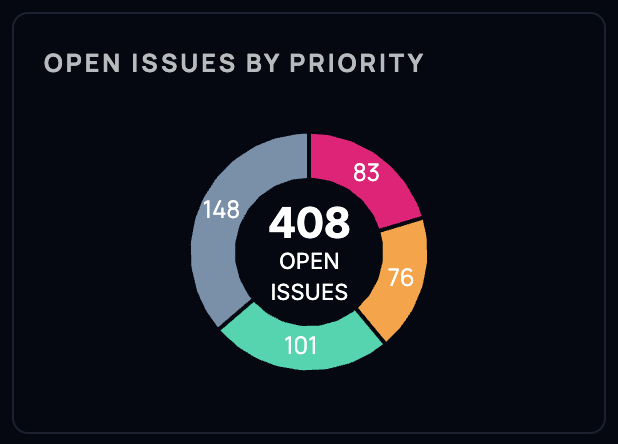 OPEN ISSUES BY PRIORITY
83
148
408
OPEN
76
ISSUES
101